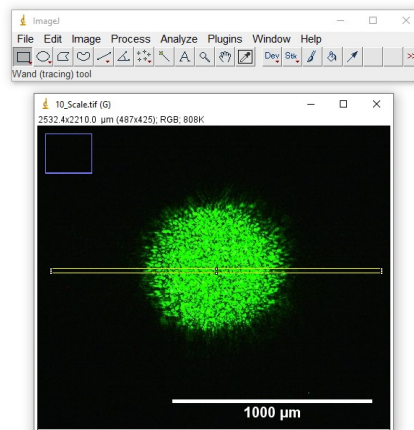 ImageJ
File Edit Image Process Analyze Plugins Window Help
A Dev Stk >>
Wand (tracing) tool
10_Scale.tif (G)
2532.4x2210.0 µm (487x425); RGB; 808K
1000 µm